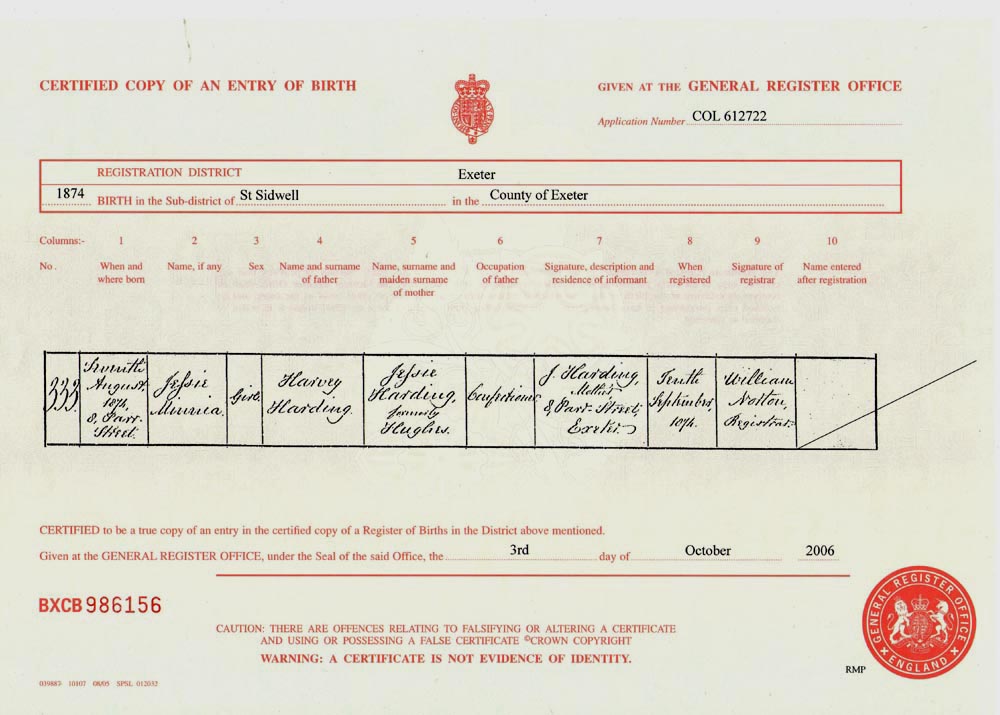 CERTIFIED COPY OF AN ENTRY OF BIRTH
GIVEN AT THE GENERAL REGISTER OFFICE
Application Number COL 612722
REGISTRATION DISTRICT Exeter
1874 BIRTH in the Sub-district of St Sidwell in the County of Exeter
Columns:- 1 2 3 4 5 6 7 8 9 10
No. When and where born Name, if any Sex Name and surname of father Name, surname and maiden surname of mother Occupation of father Signature, description and residence of informant When registered Signature of registrar Name entered after registration
333
August,
1874,
8, Parr
Street.
Jessie
Minnia
Girl
Harvey
Harding
Jessie
Harding,
formerly
Hughes.
J. Harding,
Mother,
8, Parr Street,
Exeter.
Tenth
September,
1874.
William
Norton,
Registrar.
CERTIFIED to be a true copy of an entry in the certified copy of a Register of Births in the District above mentioned.
Given at the GENERAL REGISTER OFFICE, under the Seal of the said Office, the 3rd day of October 2006
BXCB 986156
CAUTION: THERE ARE OFFENCES RELATING TO FALSIFYING OR ALTERING A CERTIFICATE
AND USING OR POSSESSING A FALSE CERTIFICATE ©CROWN COPYRIGHT
WARNING: A CERTIFICATE IS NOT EVIDENCE OF IDENTITY.
GENERAL REGISTER OFFICE
ENGLAND
RMP
039887 10107 08/05 SPSL 012032